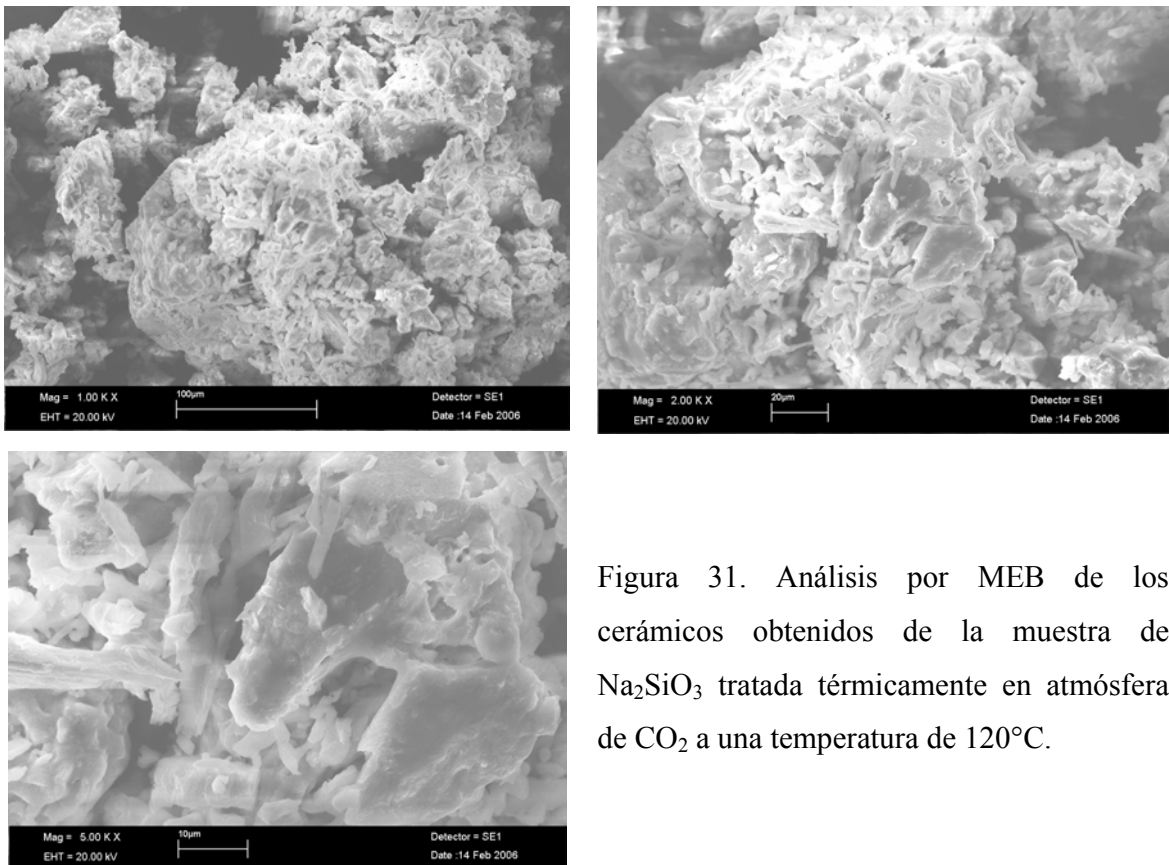 Mag = 1.00 K X
100µm
Detector = SE1
EHT = 20.00 kV
Date :14 Feb 2006
Mag = 2.00 K X
20µm
Detector = SE1
EHT = 20.00 kV
Date :14 Feb 2006
Mag = 5.00 K X
10µm
Detector = SE1
EHT = 20.00 kV
Date :14 Feb 2006
Figura 31. Análisis por MEB de los
cerámicos obtenidos de la muestra de
Na₂SiO₃ tratada térmicamente en atmósfera
de CO₂ a una temperatura de 120°C.